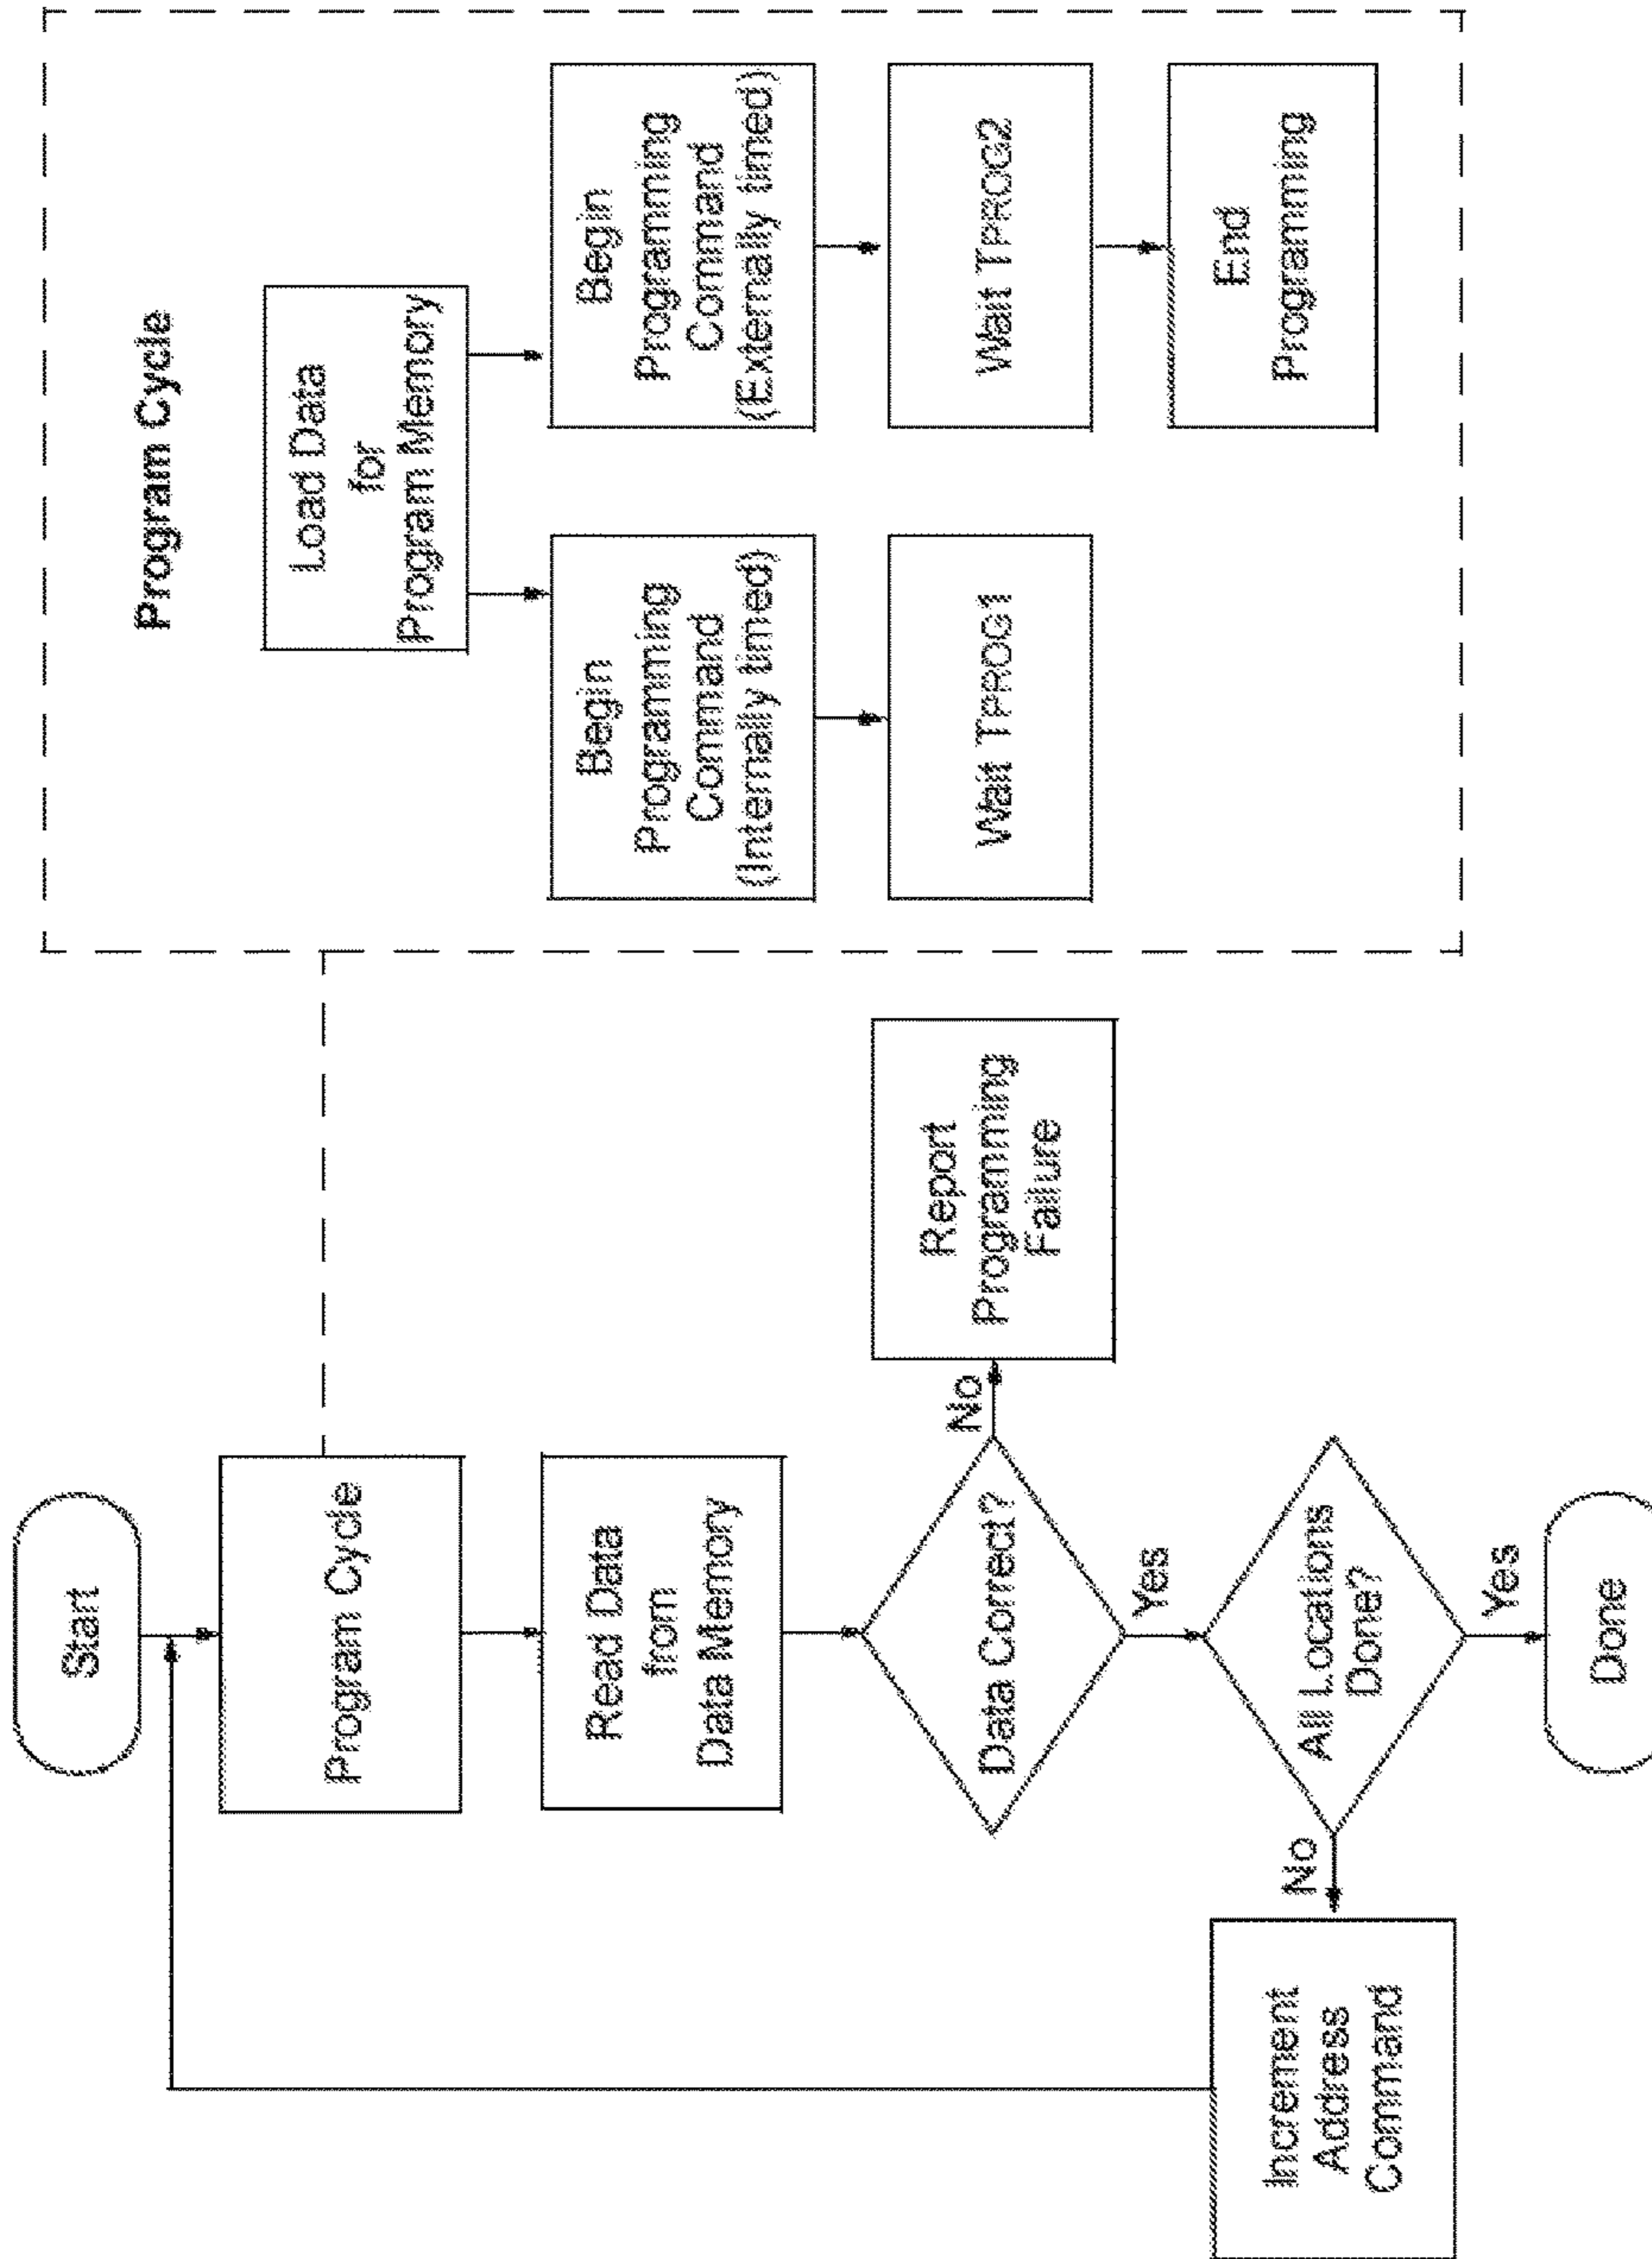 Start
Program Cycle
Read Data
from
Data Memory
Data Correct?
No
Report
Programming
Failure
Yes
All Locations
Done?
No
Increment
Address
Command
Yes
Done
Program Cycle
Load Data
for
Program Memory
Begin
Programming
Command
(Internally timed)
Wait TPROG1
Begin
Programming
Command
(Externally timed)
Wait TPROG2
End
Programming